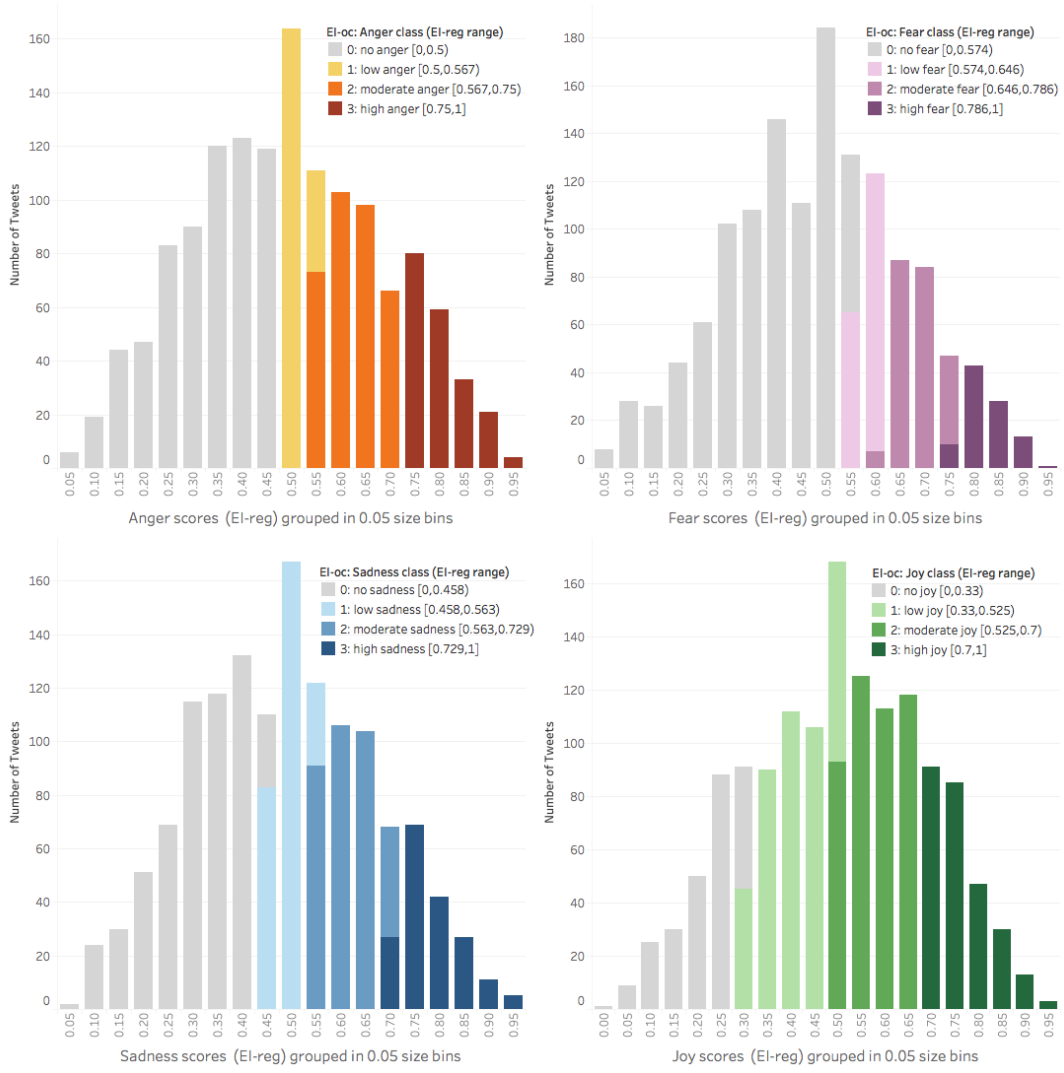 EI-oc: Anger class (EI-reg range)
0: no anger [0,0.5)
1: low anger [0.5,0.567)
2: moderate anger [0.567,0.75)
3: high anger [0.75,1]
Number of Tweets
160
140
120
100
80
60
40
20
0
0.05 0.10 0.15 0.20 0.25 0.30 0.35 0.40 0.45 0.50 0.55 0.60 0.65 0.70 0.75 0.80 0.85 0.90 0.95
Anger scores (EI-reg) grouped in 0.05 size bins
EI-oc: Fear class (EI-reg range)
0: no fear [0,0.574)
1: low fear [0.574,0.646)
2: moderate fear [0.646,0.786)
3: high fear [0.786,1]
Number of Tweets
180
160
140
120
100
80
60
40
20
0
0.05 0.10 0.15 0.20 0.25 0.30 0.35 0.40 0.45 0.50 0.55 0.60 0.65 0.70 0.75 0.80 0.85 0.90 0.95
Fear scores (EI-reg) grouped in 0.05 size bins
EI-oc: Sadness class (EI-reg range)
0: no sadness [0,0.458)
1: low sadness [0.458,0.563)
2: moderate sadness [0.563,0.729)
3: high sadness [0.729,1]
Number of Tweets
160
140
120
100
80
60
40
20
0
0.05 0.10 0.15 0.20 0.25 0.30 0.35 0.40 0.45 0.50 0.55 0.60 0.65 0.70 0.75 0.80 0.85 0.90 0.95
Sadness scores (EI-reg) grouped in 0.05 size bins
EI-oc: Joy class (EI-reg range)
0: no joy [0,0.33)
1: low joy [0.33,0.525)
2: moderate joy [0.525,0.7)
3: high joy [0.7,1]
Number of Tweets
160
140
120
100
80
60
40
20
0
0.00 0.05 0.10 0.15 0.20 0.25 0.30 0.35 0.40 0.45 0.50 0.55 0.60 0.65 0.70 0.75 0.80 0.85 0.90 0.95
Joy scores (EI-reg) grouped in 0.05 size bins